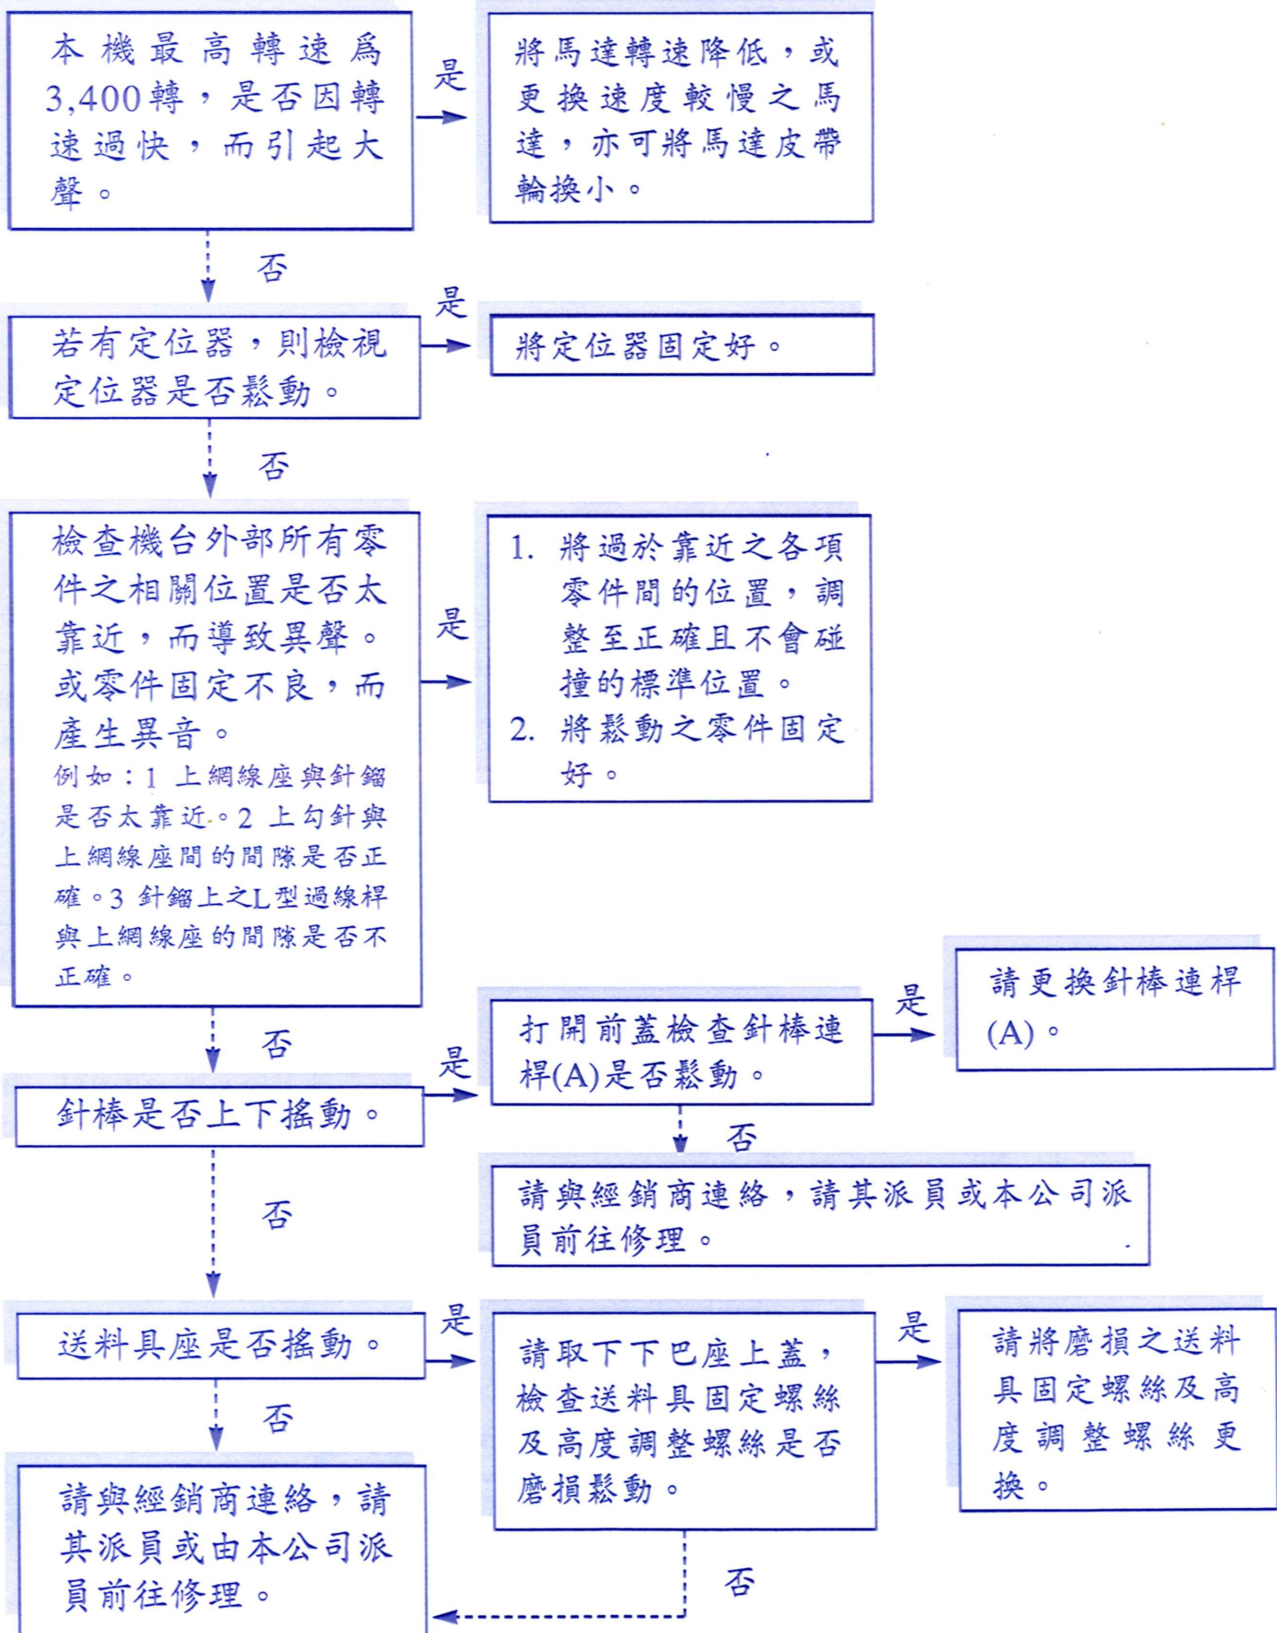 本機最高轉速爲
3,400轉,是否因轉
速過快,而引起大
聲。
是
將馬達轉速降低,或
更換速度較慢之馬
達,亦可將馬達皮帶
輪換小。
否
若有定位器,則檢視
定位器是否鬆動。
是
將定位器固定好。
否
檢查機台外部所有零
件之相關位置是否太
靠近,而導致異聲。
或零件固定不良,而
產生異音。
例如:1 上網線座與針鎦
是否太靠近。2 上勾針與
上網線座間的間隙是否正
確。3 針鎦上之L型過線桿
與上網線座的間隙是否不
正確。
是
1. 將過於靠近之各項
零件間的位置,調
整至正確且不會碰
撞的標準位置。
2. 將鬆動之零件固定
好。
否
針棒是否上下搖動。
是
打開前蓋檢查針棒連
桿(A)是否鬆動。
是
請更換針棒連桿
(A)。
否
請與經銷商連絡,請其派員或本公司派
員前往修理。
否
送料具座是否搖動。
是
請取下下巴座上蓋,
檢查送料具固定螺絲
及高度調整螺絲是否
磨損鬆動。
是
請將磨損之送料
具固定螺絲及高
度調整螺絲更
換。
否
請與經銷商連絡,請
其派員或由本公司派
員前往修理。
否